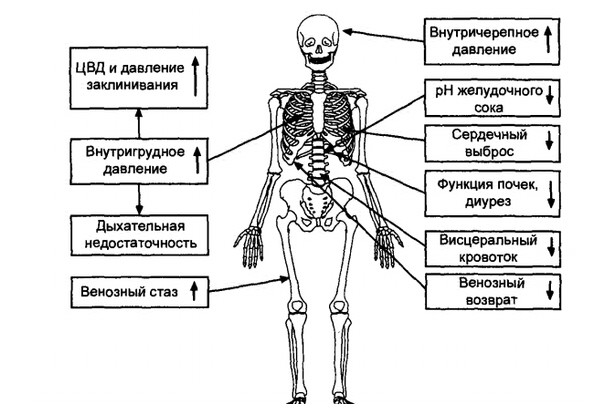 ЦВД и давление
заклинивания
Внутригрудное
давление
Дыхательная
недостаточность
Венозный стаз
Внутричерепное
давление
pH желудочного
сока
Сердечный
выброс
Функция почек,
диурез
Висцеральный
кровоток
Венозный
возврат